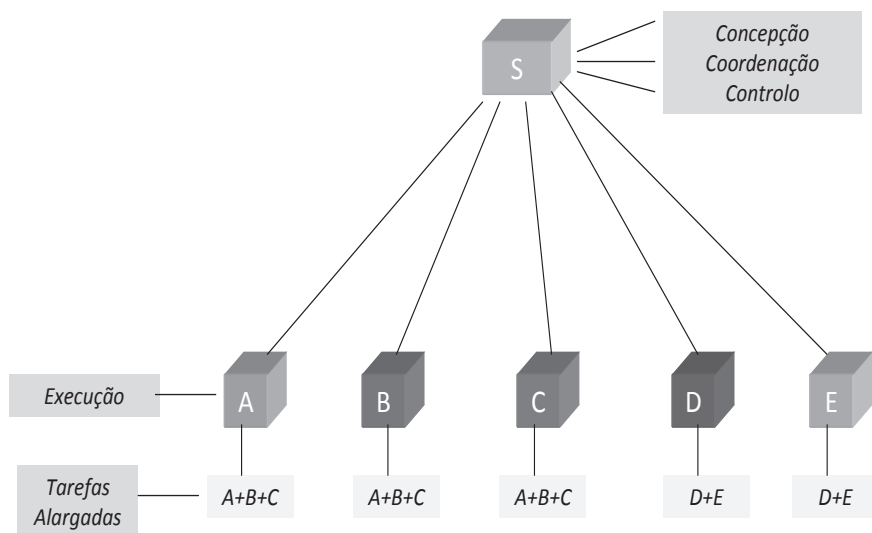 S
Concepção
Coordenação
Controlo
Execução
A
B
C
D
E
Tarefas
Alargadas
A+B+C
A+B+C
A+B+C
D+E
D+E